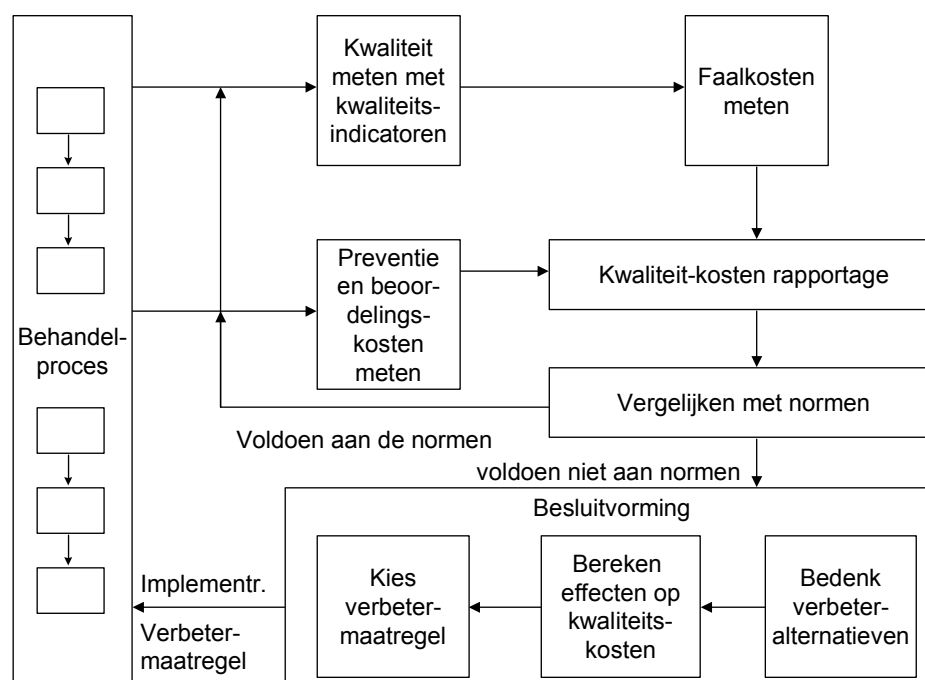 Kwaliteit
meten met
kwaliteits-
indicatoren
Faalkosten
meten
Preventie
en beoor-
delings-
kosten
meten
Kwaliteit-kosten rapportage
Behandel-
proces
Vergelijken met normen
Voldoen aan de normen
voldoen niet aan normen
Besluitvorming
Implementr.
Verbeter-
maatregel
Kies
verbeter-
maatregel
Bereken
effecten op
kwaliteits-
kosten
Bedenk
verbeter-
alternatieven